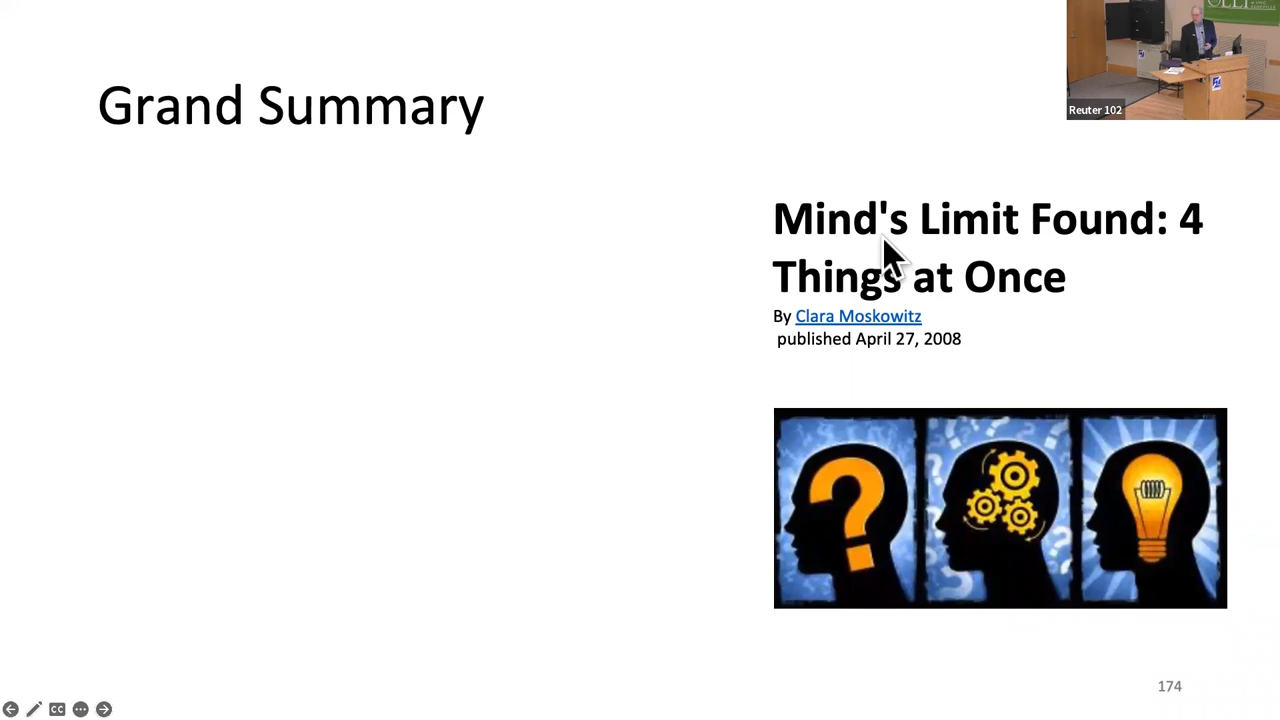 Grand Summary
Reuter 102
Mind's Limit Found: 4
Things at Once
By Clara Moskowitz
published April 27, 2008
174
CC